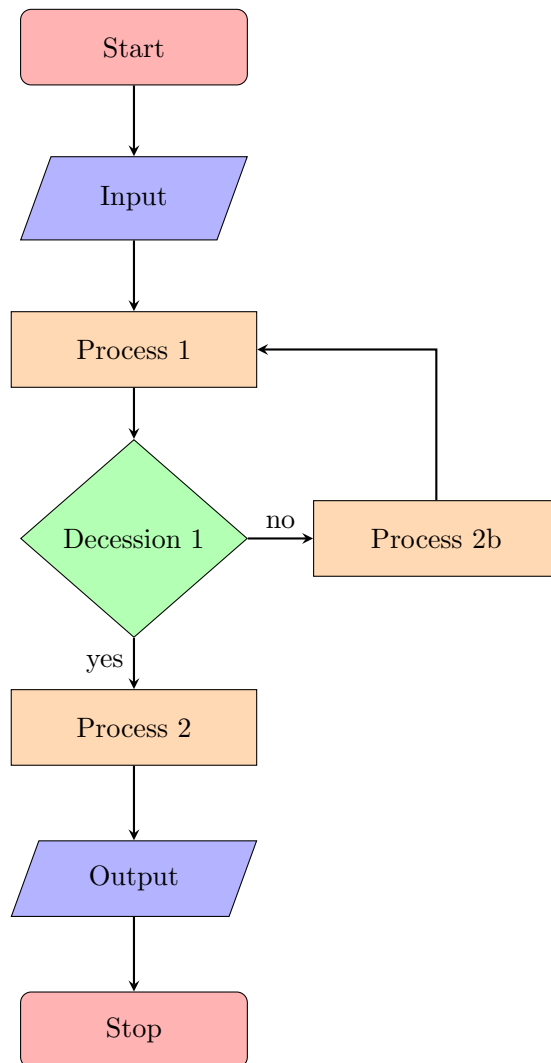 Start
Input
Process 1
Decession 1
no
Process 2b
yes
Process 2
Output
Stop